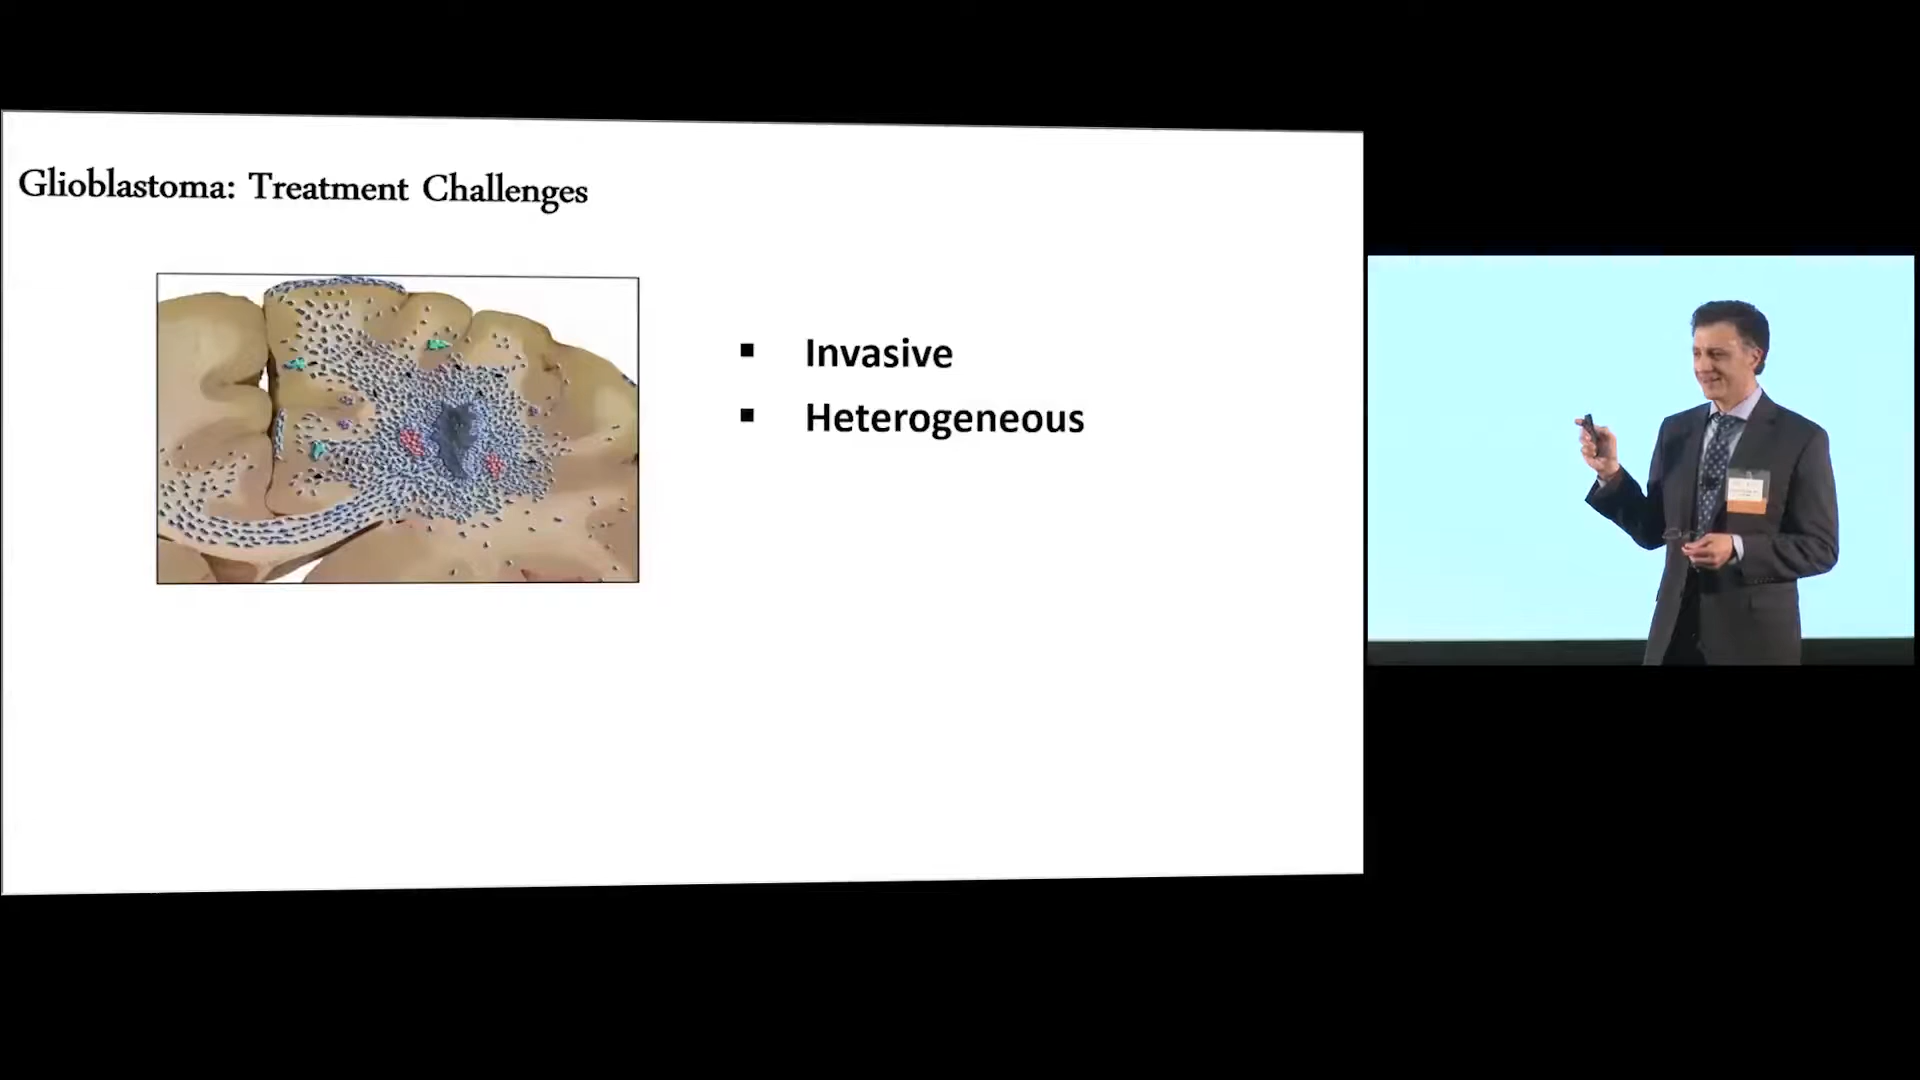 Glioblastoma: Treatment Challenges
▪ Invasive
▪ Heterogeneous